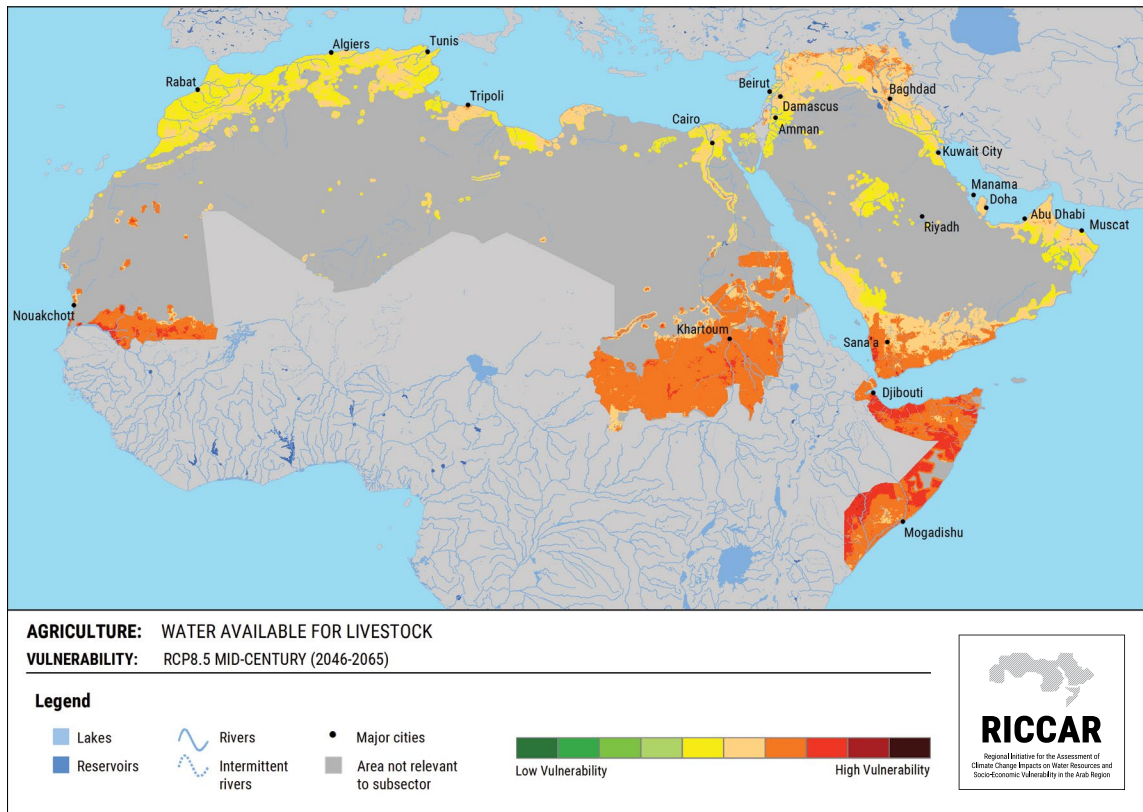 Algiers
Tunis
Rabat
Tripoli
Beirut
Baghdad
Damascus
Cairo
Amman
Kuwait City
Manama
Doha
Abu Dhabi
Riyadh
Muscat
Nouakchott
Khartoum
Sana'a
Djibouti
Mogadishu
AGRICULTURE: WATER AVAILABLE FOR LIVESTOCK
VULNERABILITY: RCP8.5 MID-CENTURY (2046-2065)
Legend
Lakes
Reservoirs
Rivers
Intermittent
rivers
Major cities
Area not relevant
to subsector
Low Vulnerability
High Vulnerability
RICCAR
Regional Initiative for the Assessment of
Climate Change Impacts on Water Resources and
Socio-Economic Vulnerability in the Arab Region